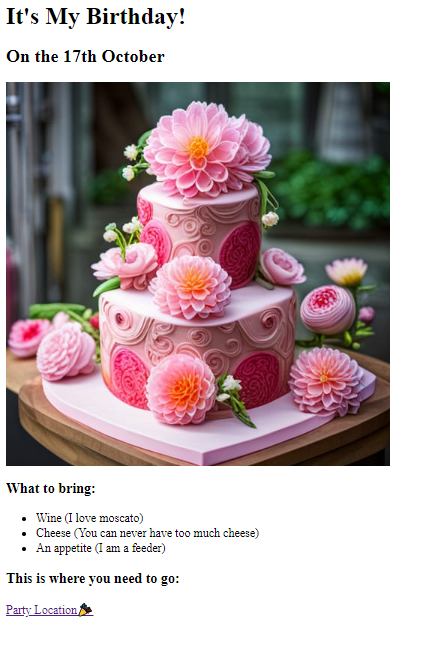 It's My Birthday!
On the 17th October
What to bring:
Wine (I love moscato)
Cheese (You can never have too much cheese)
An appetite (I am a feeder)
This is where you need to go:
Party Location